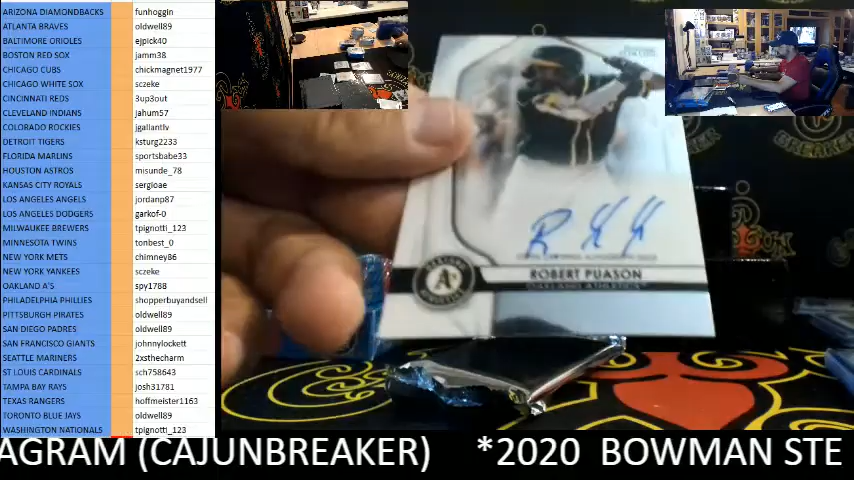 ARIZONA DIAMONDBACKS funhoggin
ATLANTA BRAVES oldwell89
BALTIMORE ORIOLES ejpick40
BOSTON RED SOX jamm38
CHICAGO CUBS chickmagnet1977
CHICAGO WHITE SOX sczeke
CINCINNATI REDS 3up3out
CLEVELAND INDIANS jahum57
COLORADO ROCKIES jgallantlv
DETROIT TIGERS ksturg2233
FLORIDA MARLINS sportsbabe33
HOUSTON ASTROS misunde_78
KANSAS CITY ROYALS sergioae
LOS ANGELES ANGELS jordanp87
LOS ANGELES DODGERS garkof-0
MILWAUKEE BREWERS tpignotti_123
MINNESOTA TWINS tonbest_0
NEW YORK METS chimney86
NEW YORK YANKEES sczeke
OAKLAND A'S spy1788
PHILADELPHIA PHILLIES shopperbuyandsell
PITTSBURGH PIRATES oldwell89
SAN DIEGO PADRES oldwell89
SAN FRANCISCO GIANTS johnnylockett
SEATTLE MARINERS 2xsthecharm
ST LOUIS CARDINALS sch758643
TAMPA BAY RAYS josh31781
TEXAS RANGERS hoffmeister1163
TORONTO BLUE JAYS oldwell89
WASHINGTON NATIONALS tpignotti_123
A's
ROBERT PUASON
OAKLAND ATHLETICS
BREAKER
AGRAM (CAJUNBREAKER) *2020 BOWMAN STE